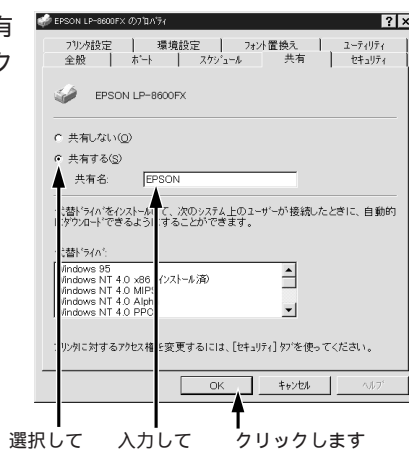 有
ク
EPSON LP-8600FX のプロパティ
プリンタ設定 環境設定 フォント置換え ユーティリティ
全般 ポート スケジュール 共有 セキュリティ
EPSON LP-8600FX
共有しない(O)
共有する(S)
共有名: EPSON
代替ドライバをインストールして、次のシステム上のユーザーが接続したときに、自動的
にダウンロードできるようにすることができます。
代替ドライバ:
Windows 95
Windows NT 4.0 x86 (インストール済)
Windows NT 4.0 MIPS
Windows NT 4.0 Alpha
Windows NT 4.0 PPC
プリンタに対するアクセス権を変更するには、[セキュリティ] タブを使ってください。
OK キャンセル ヘルプ
選択して 入力して クリックします